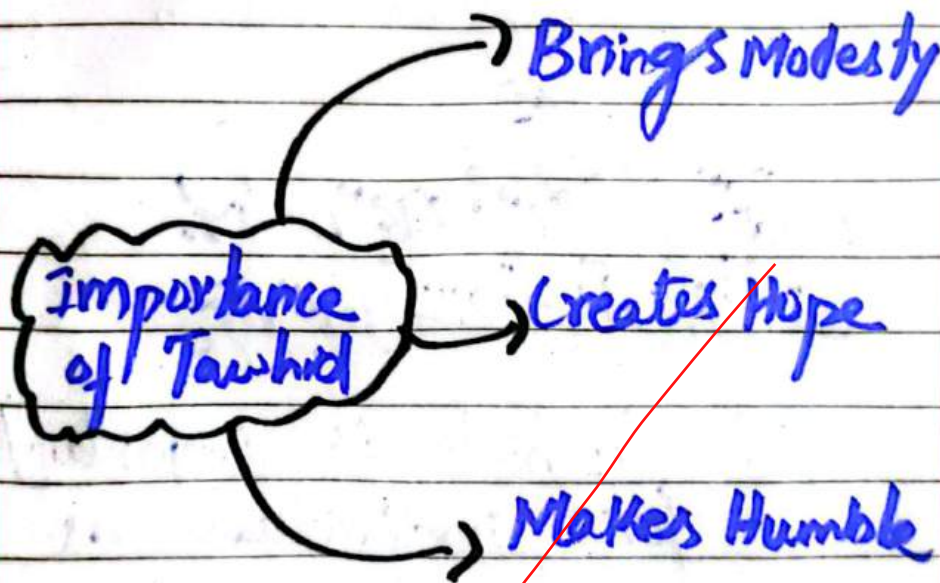 Brings Modesty
Importance
of Tawhid
Creates Hope
Makes Humble